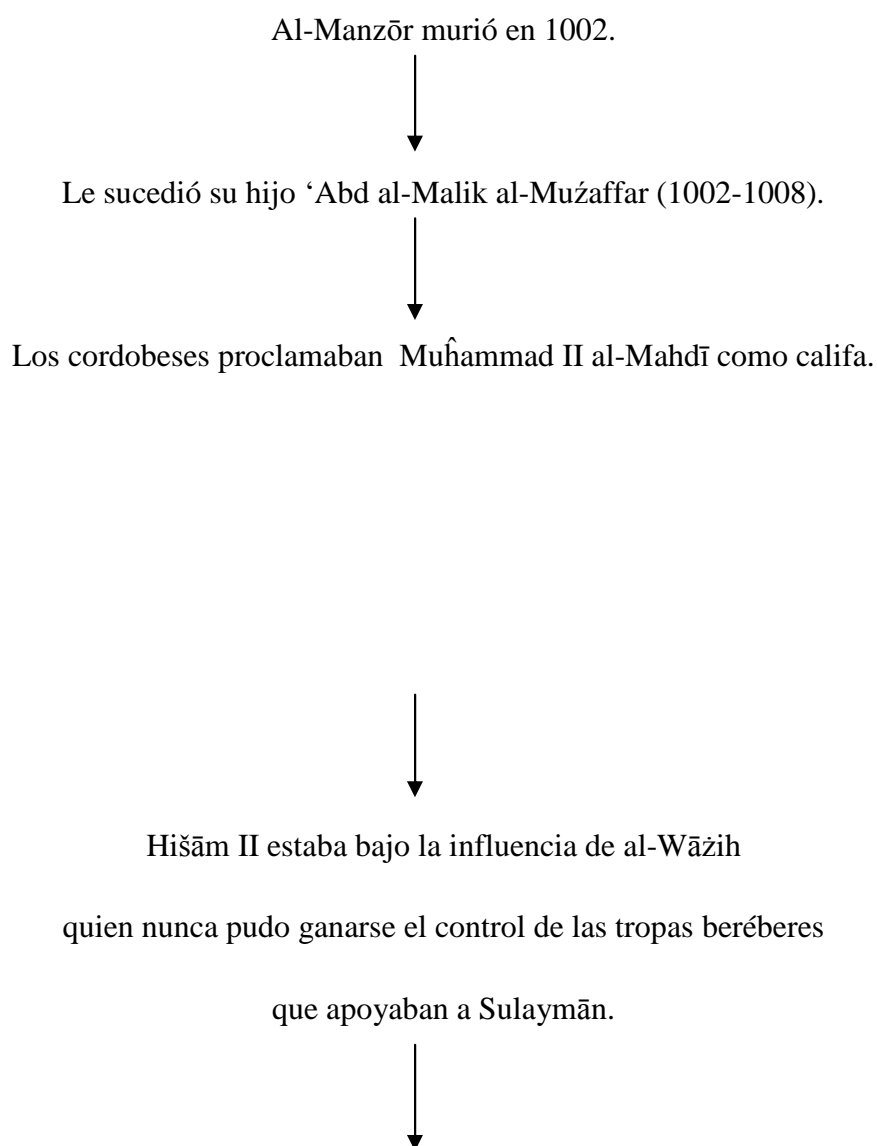 Al-Manzōr murió en 1002.
Le sucedió su hijo ‘Abd al-Malik al-Muźaffar (1002-1008).
Los cordobeses proclamaban Muĥammad II al-Mahdī como califa.
Hišām II estaba bajo la influencia de al-Wāżih
quien nunca pudo ganarse el control de las tropas beréberes
que apoyaban a Sulaymān.